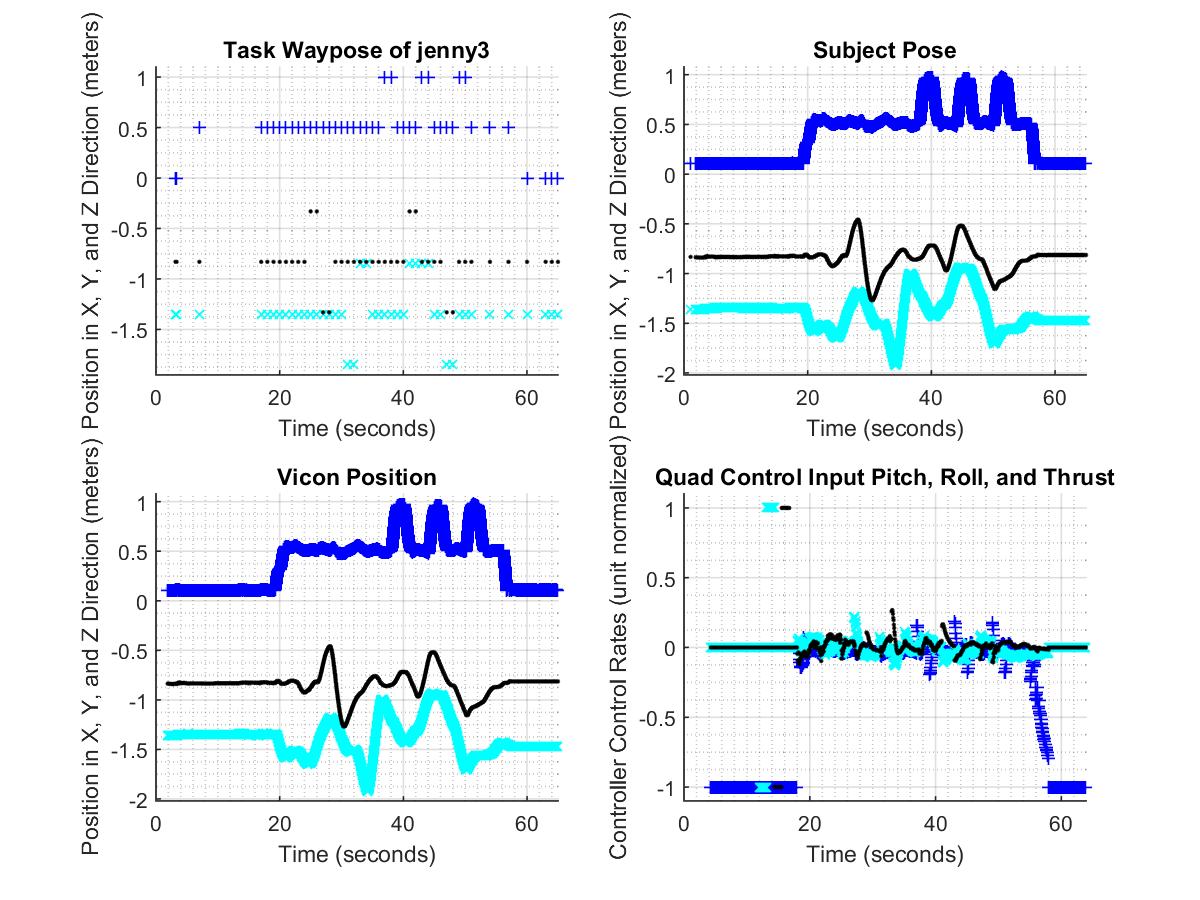 Task Waypose of jenny3
Position in X, Y, and Z Direction (meters)
1
0.5
0
-0.5
-1
-1.5
0 20 40 60
Time (seconds)
Subject Pose
Position in X, Y, and Z Direction (meters)
1
0.5
0
-0.5
-1
-1.5
-2
0 20 40 60
Time (seconds)
Vicon Position
Position in X, Y, and Z Direction (meters)
1
0.5
0
-0.5
-1
-1.5
-2
0 20 40 60
Time (seconds)
Quad Control Input Pitch, Roll, and Thrust
Controller Control Rates (unit normalized)
1
0.5
0
-0.5
-1
0 20 40 60
Time (seconds)